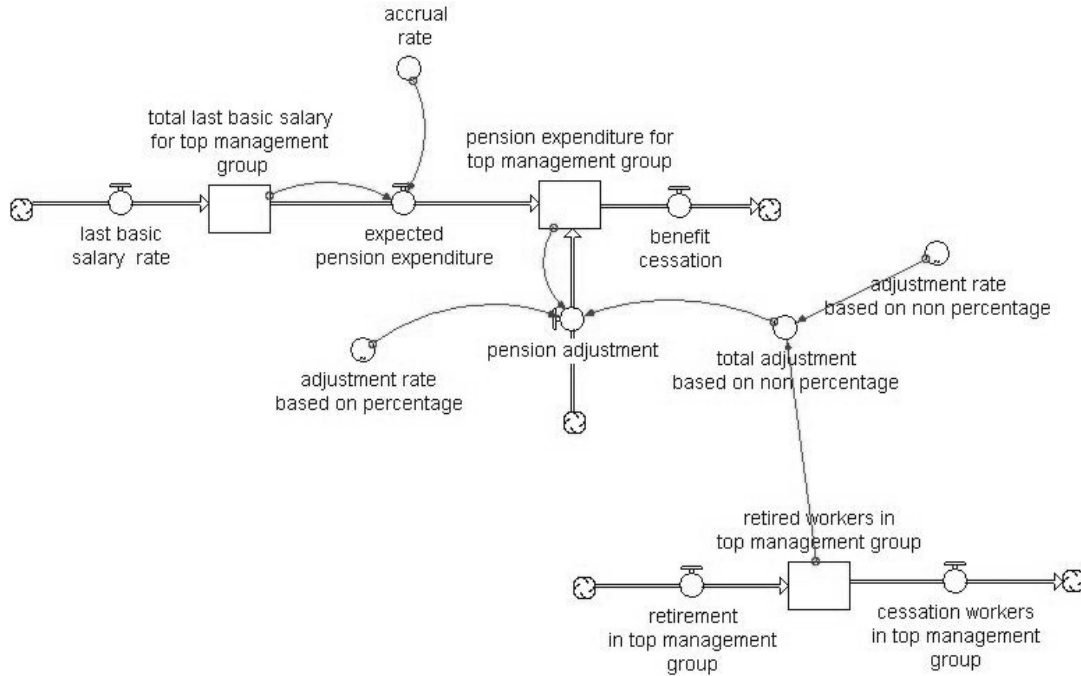 accrual
rate
total last basic salary
for top management
group
pension expenditure for
top management group
last basic
salary rate
expected
pension expenditure
benefit
cessation
adjustment rate
based on non percentage
pension adjustment
total adjustment
based on non percentage
adjustment rate
based on percentage
retired workers in
top management group
retirement
in top management
group
cessation workers
in top management
group